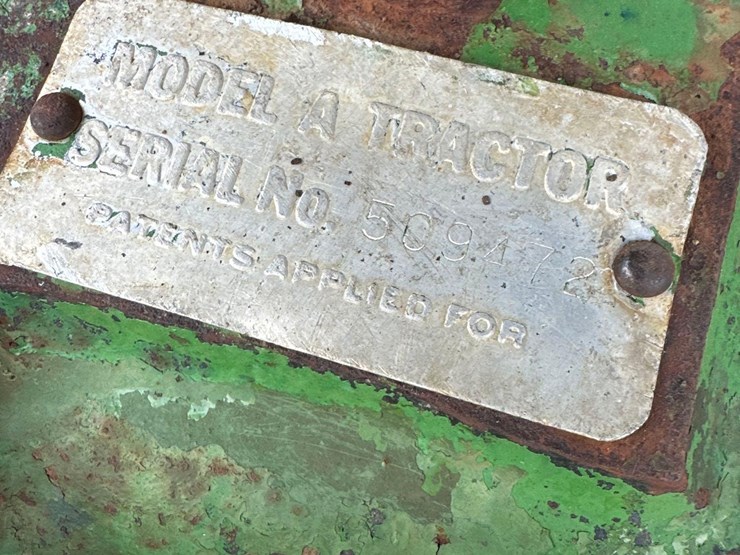 MODEL A TRACTOR
SERIAL NO. 509472
PATENTS APPLIED FOR